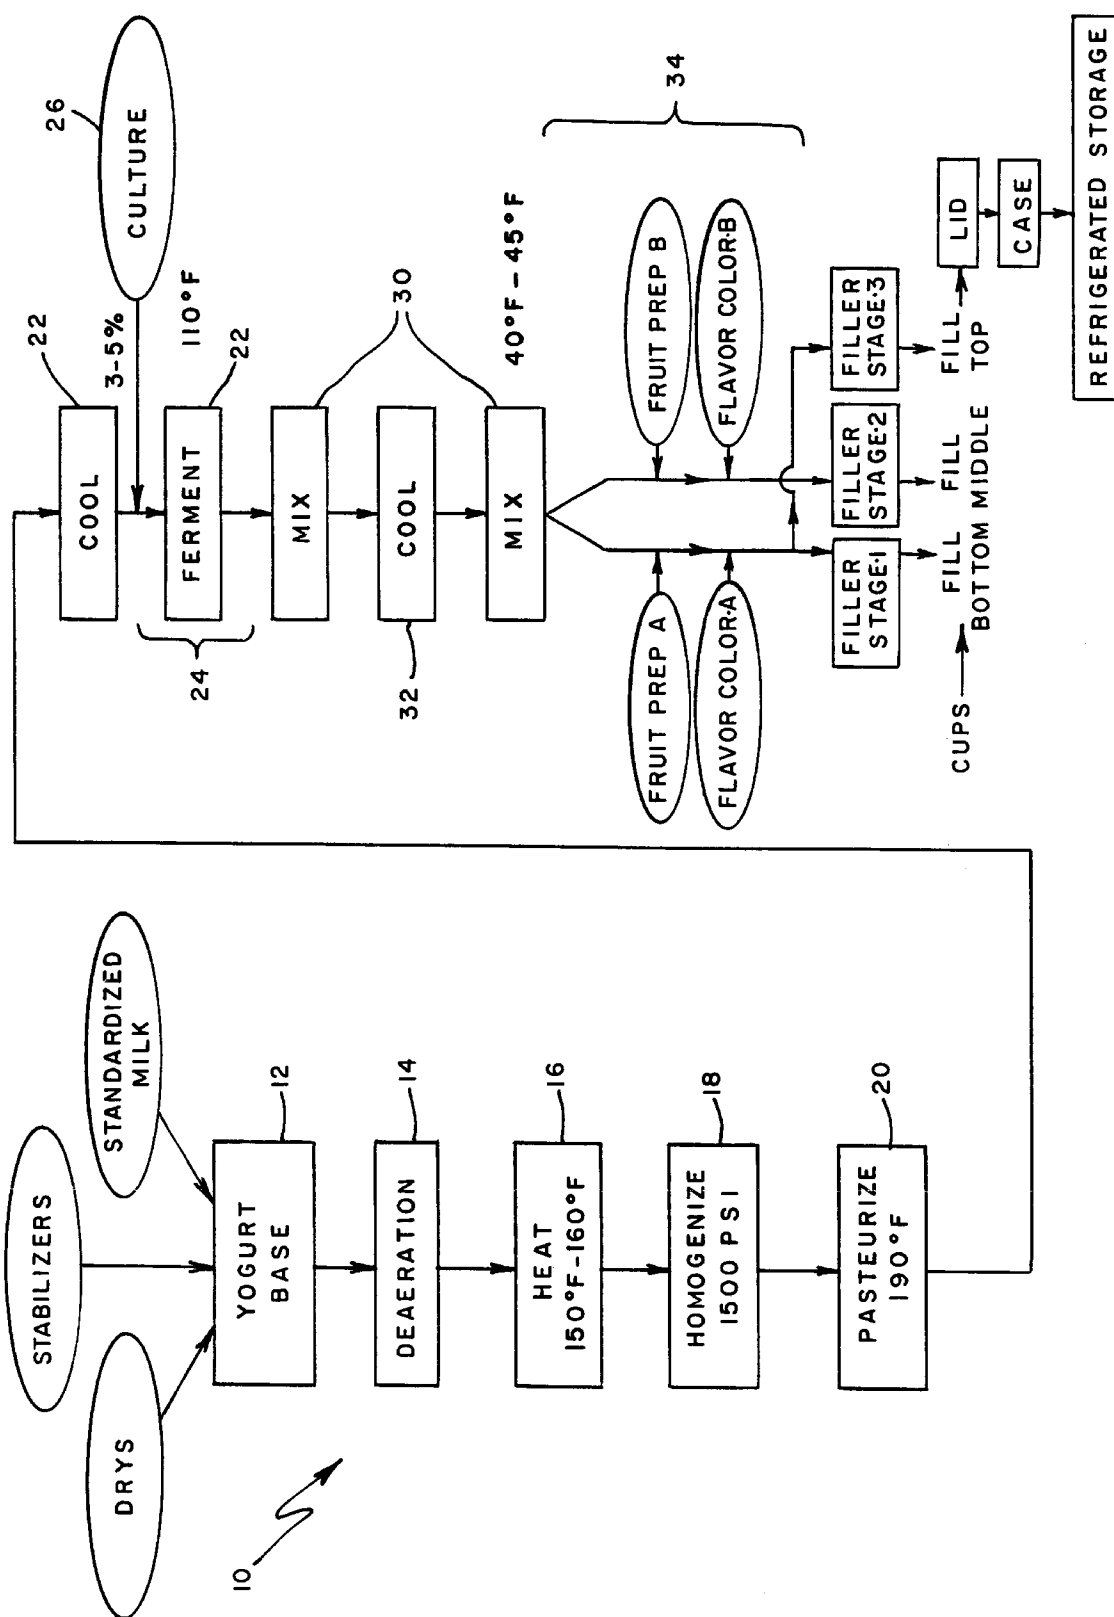 STABILIZERS
STANDARDIZED
MILK
DRYS
10
YOGURT
BASE
12
DEAERATION
14
HEAT
150°F-160°F
16
HOMOGENIZE
1500 PSI
18
PASTEURIZE
190°F
20
COOL
22
3-5%
CULTURE
26
24
FERMENT
110°F
22
MIX
30
COOL
32
MIX
40°F-45°F
34
FRUIT PREP A
FRUIT PREP B
FLAVOR COLOR·A
FLAVOR COLOR·B
FILLER
STAGE·1
FILLER
STAGE·2
FILLER
STAGE·3
CUPS
FILL
BOTTOM
FILL
MIDDLE
FILL
TOP
LID
CASE
REFRIGERATED STORAGE